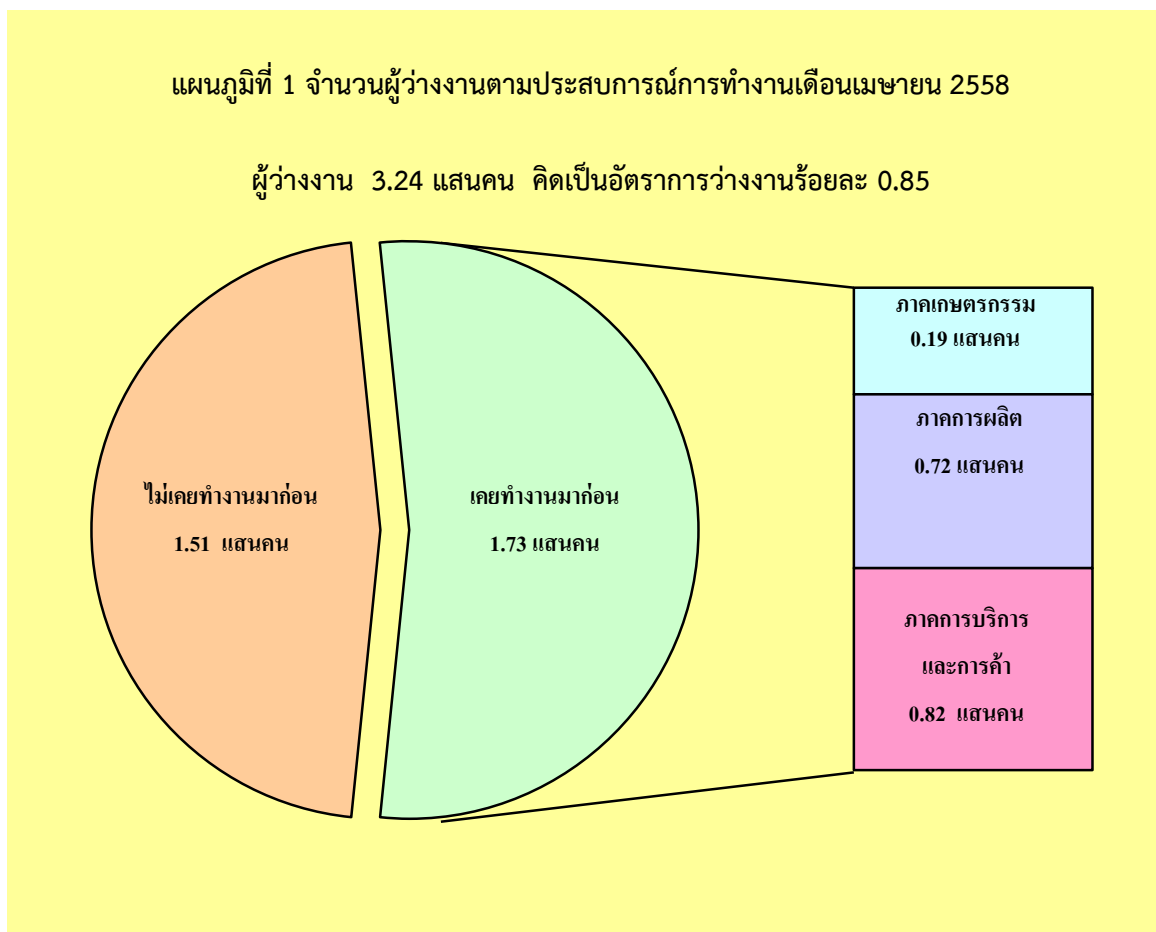 แผนภูมิที่ 1 จำนวนผู้ว่างงานตามประสบการณ์การทำงานเดือนเมษายน 2558
ผู้ว่างงาน 3.24 แสนคน คิดเป็นอัตราการว่างงานร้อยละ 0.85
ไม่เคยทำงานมาก่อน
1.51 แสนคน
เคยทำงานมาก่อน
1.73 แสนคน
ภาคเกษตรกรรม
0.19 แสนคน
ภาคการผลิต
0.72 แสนคน
ภาคการบริการ
และการค้า
0.82 แสนคน